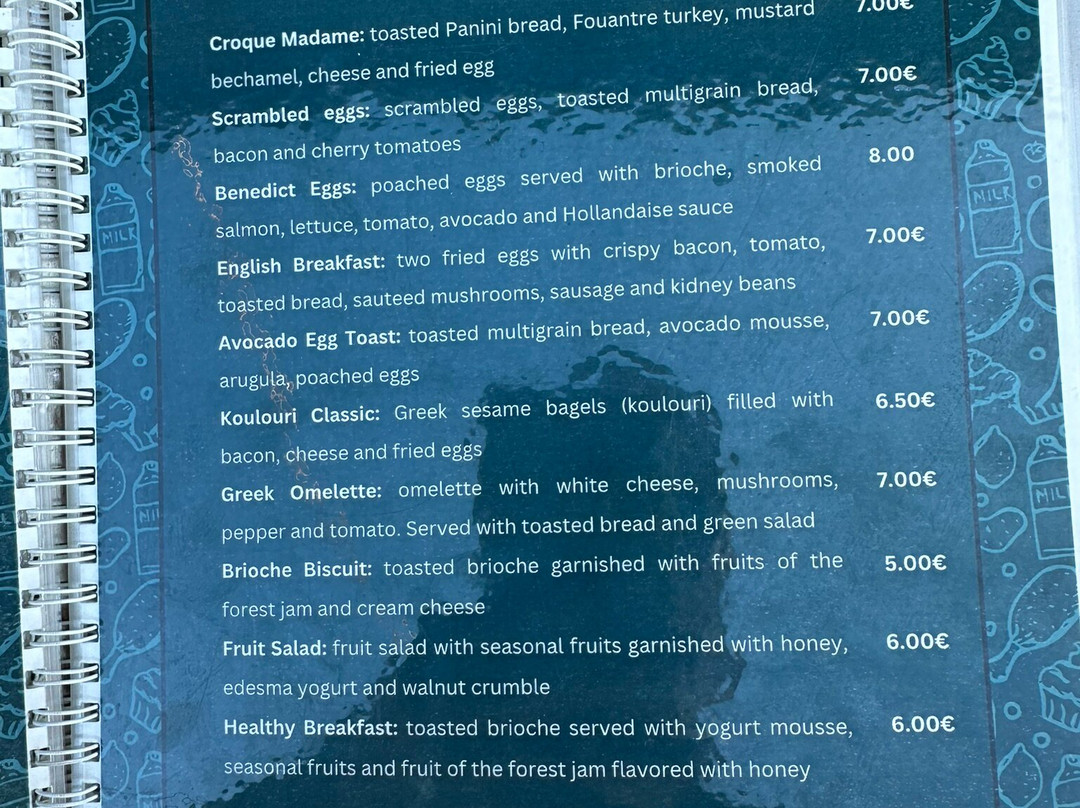 Croque Madame: toasted Panini bread, Fouantre turkey, mustard 7.00€
bechamel, cheese and fried egg
Scrambled eggs: scrambled eggs, toasted multigrain bread, 7.00€
bacon and cherry tomatoes
Benedict Eggs: poached eggs served with brioche, smoked 8.00
salmon, lettuce, tomato, avocado and Hollandaise sauce
English Breakfast: two fried eggs with crispy bacon, tomato, 7.00€
toasted bread, sauteed mushrooms, sausage and kidney beans
Avocado Egg Toast: toasted multigrain bread, avocado mousse, 7.00€
arugula, poached eggs
Koulouri Classic: Greek sesame bagels (koulouri) filled with 6.50€
bacon, cheese and fried eggs
Greek Omelette: omelette with white cheese, mushrooms, 7.00€
pepper and tomato. Served with toasted bread and green salad
Brioche Biscuit: toasted brioche garnished with fruits of the 5.00€
forest jam and cream cheese
Fruit Salad: fruit salad with seasonal fruits garnished with honey, 6.00€
edesma yogurt and walnut crumble
Healthy Breakfast: toasted brioche served with yogurt mousse, 6.00€
seasonal fruits and fruit of the forest jam flavored with honey
MILK
MILK